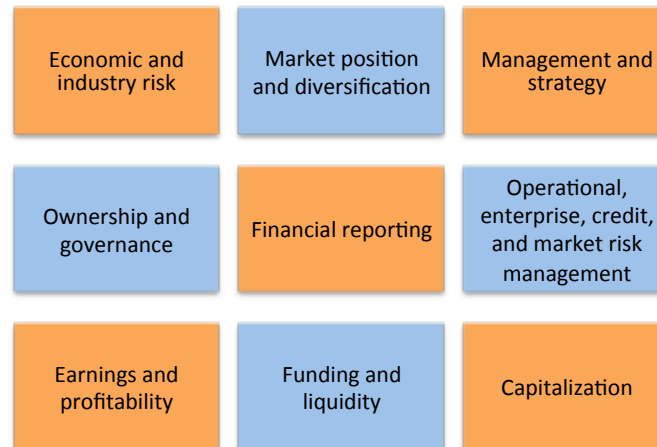 Economic and
industry risk
Market position
and diversification
Management and
strategy
Ownership and
governance
Financial reporting
Operational,
enterprise, credit,
and market risk
management
Earnings and
profitability
Funding and
liquidity
Capitalization